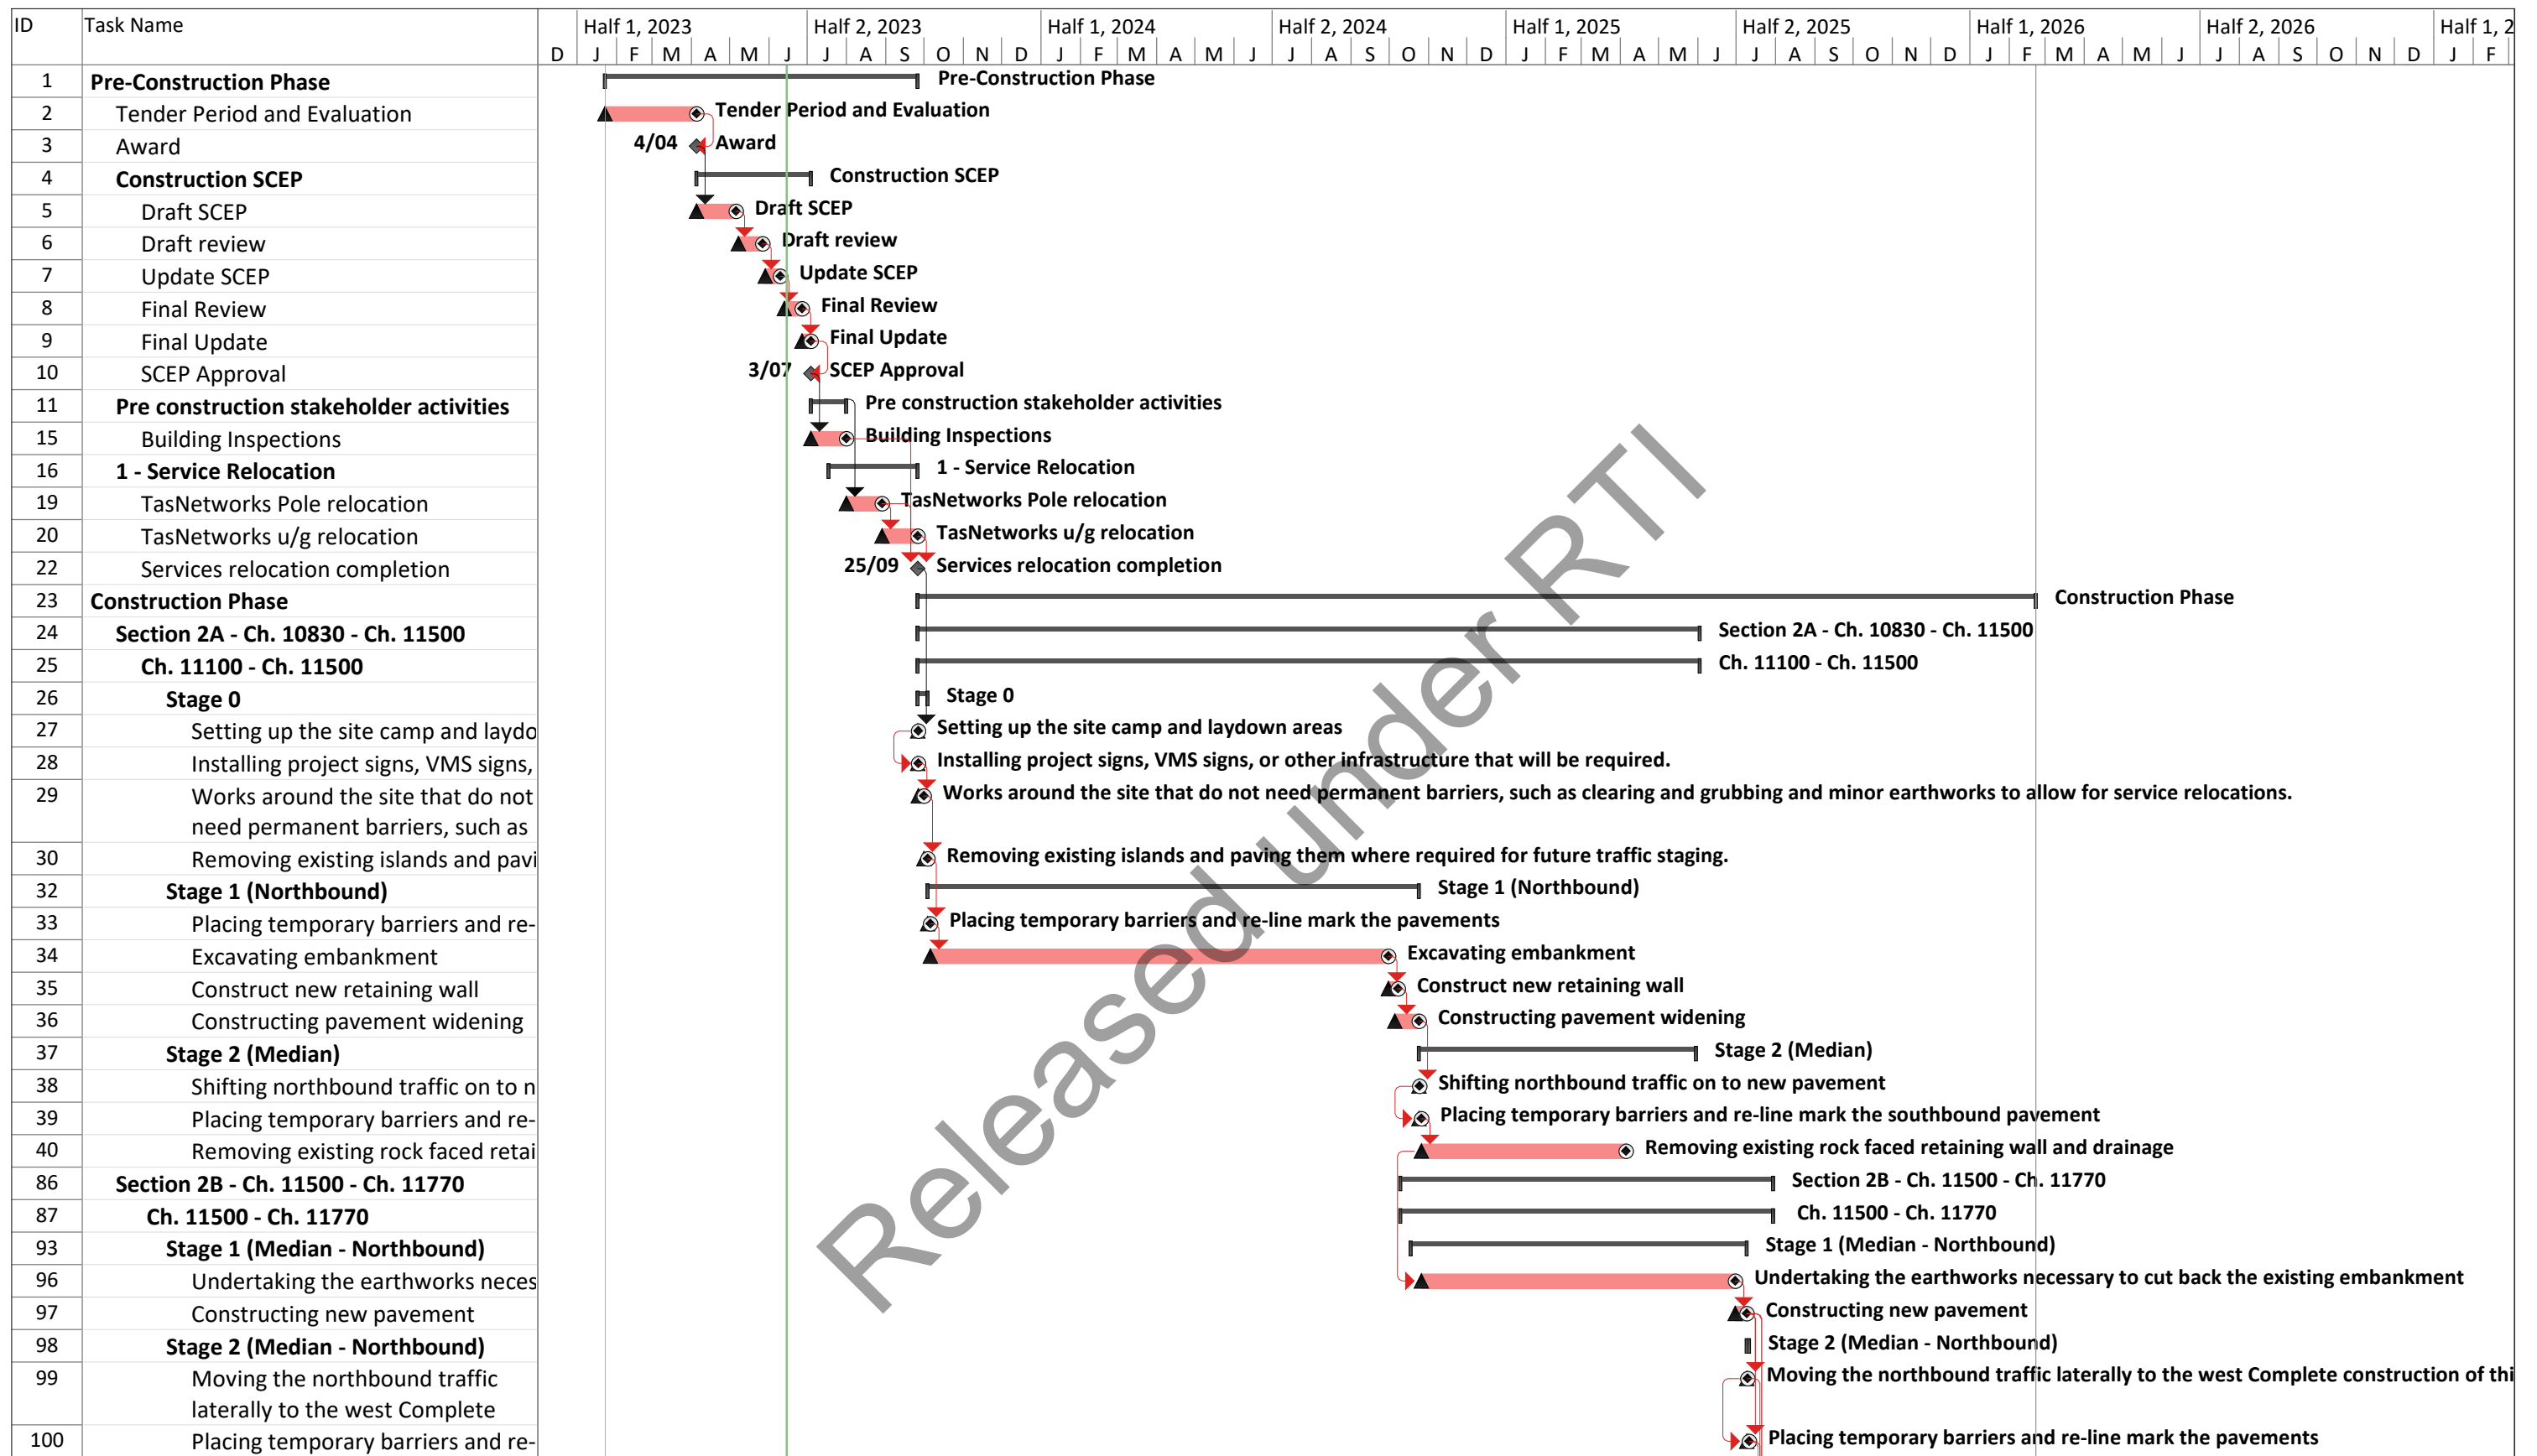 ID Task Name Half 1, 2023 Half 2, 2023 Half 1, 2024 Half 2, 2024 Half 1, 2025 Half 2, 2025 Half 1, 2026 Half 2, 2026 Half 1, 2
D J F M A M J J A S O N D J F M A M J J A S O N D J F M A M J J A S O N D J F M A M J J A S O N D J F
1 Pre-Construction Phase Pre-Construction Phase
2 Tender Period and Evaluation Tender Period and Evaluation
3 Award 4/04 Award
4 Construction SCEP Construction SCEP
5 Draft SCEP Draft SCEP
6 Draft review Draft review
7 Update SCEP Update SCEP
8 Final Review Final Review
9 Final Update Final Update
10 SCEP Approval 3/07 SCEP Approval
11 Pre construction stakeholder activities Pre construction stakeholder activities
15 Building Inspections Building Inspections
16 1 - Service Relocation 1 - Service Relocation
19 TasNetworks Pole relocation TasNetworks Pole relocation
20 TasNetworks u/g relocation TasNetworks u/g relocation
22 Services relocation completion 25/09 Services relocation completion
23 Construction Phase Construction Phase
24 Section 2A - Ch. 10830 - Ch. 11500 Section 2A - Ch. 10830 - Ch. 11500
25 Ch. 11100 - Ch. 11500 Ch. 11100 - Ch. 11500
26 Stage 0 Stage 0
27 Setting up the site camp and laydo Setting up the site camp and laydown areas
28 Installing project signs, VMS signs, Installing project signs, VMS signs, or other infrastructure that will be required.
29 Works around the site that do not Works around the site that do not need permanent barriers, such as clearing and grubbing and minor earthworks to allow for service relocations.
need permanent barriers, such as
30 Removing existing islands and pavi Removing existing islands and paving them where required for future traffic staging.
32 Stage 1 (Northbound) Stage 1 (Northbound)
33 Placing temporary barriers and re- Placing temporary barriers and re-line mark the pavements
34 Excavating embankment Excavating embankment
35 Construct new retaining wall Construct new retaining wall
36 Constructing pavement widening Constructing pavement widening
37 Stage 2 (Median) Stage 2 (Median)
38 Shifting northbound traffic on to n Shifting northbound traffic on to new pavement
39 Placing temporary barriers and re- Placing temporary barriers and re-line mark the southbound pavement
40 Removing existing rock faced retai Removing existing rock faced retaining wall and drainage
86 Section 2B - Ch. 11500 - Ch. 11770 Section 2B - Ch. 11500 - Ch. 11770
87 Ch. 11500 - Ch. 11770 Ch. 11500 - Ch. 11770
93 Stage 1 (Median - Northbound) Stage 1 (Median - Northbound)
96 Undertaking the earthworks neces Undertaking the earthworks necessary to cut back the existing embankment
97 Constructing new pavement Constructing new pavement
98 Stage 2 (Median - Northbound) Stage 2 (Median - Northbound)
99 Moving the northbound traffic Moving the northbound traffic laterally to the west Complete construction of thi
laterally to the west Complete
100 Placing temporary barriers and re- Placing temporary barriers and re-line mark the pavements
Released under RTI